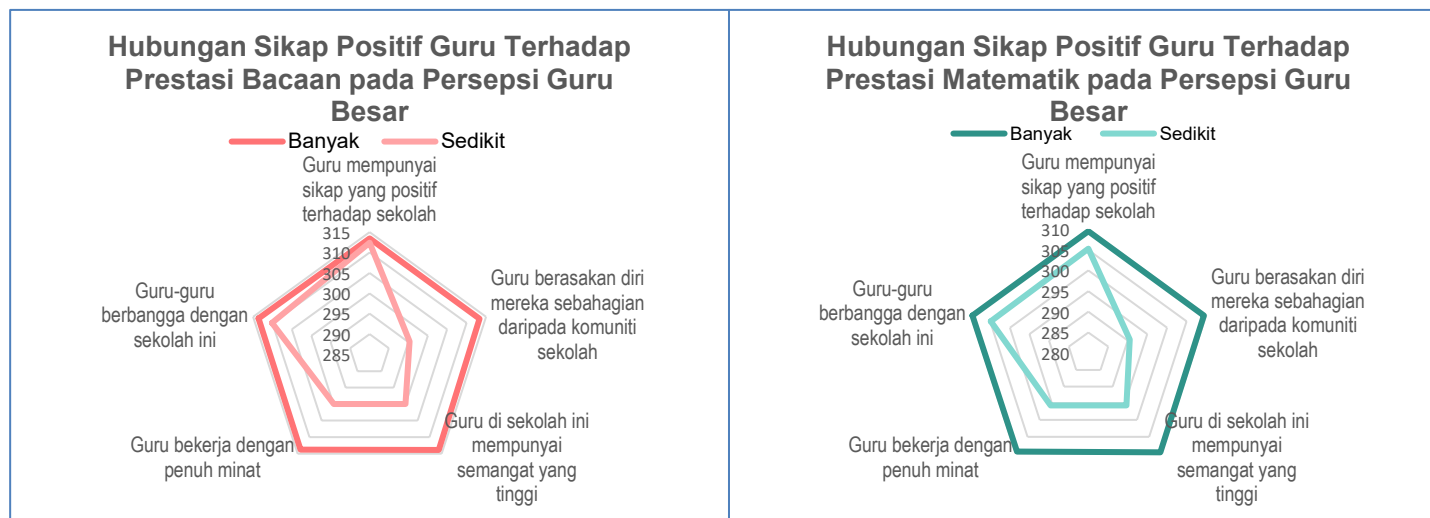 Hubungan Sikap Positif Guru Terhadap
Prestasi Bacaan pada Persepsi Guru
Besar
Banyak
Sedikit
Guru mempunyai
sikap yang positif
terhadap sekolah
315
310
305
300
295
290
285
Guru berasakan diri
mereka sebahagian
daripada komuniti
sekolah
Guru di sekolah ini
mempunyai
semangat yang
tinggi
Guru bekerja dengan
penuh minat
Guru-guru
berbangga dengan
sekolah ini
Hubungan Sikap Positif Guru Terhadap
Prestasi Matematik pada Persepsi Guru
Besar
Banyak
Sedikit
Guru mempunyai
sikap yang positif
terhadap sekolah
310
305
300
295
290
285
280
Guru berasakan diri
mereka sebahagian
daripada komuniti
sekolah
Guru di sekolah ini
mempunyai
semangat yang
tinggi
Guru bekerja dengan
penuh minat
Guru-guru
berbangga dengan
sekolah ini